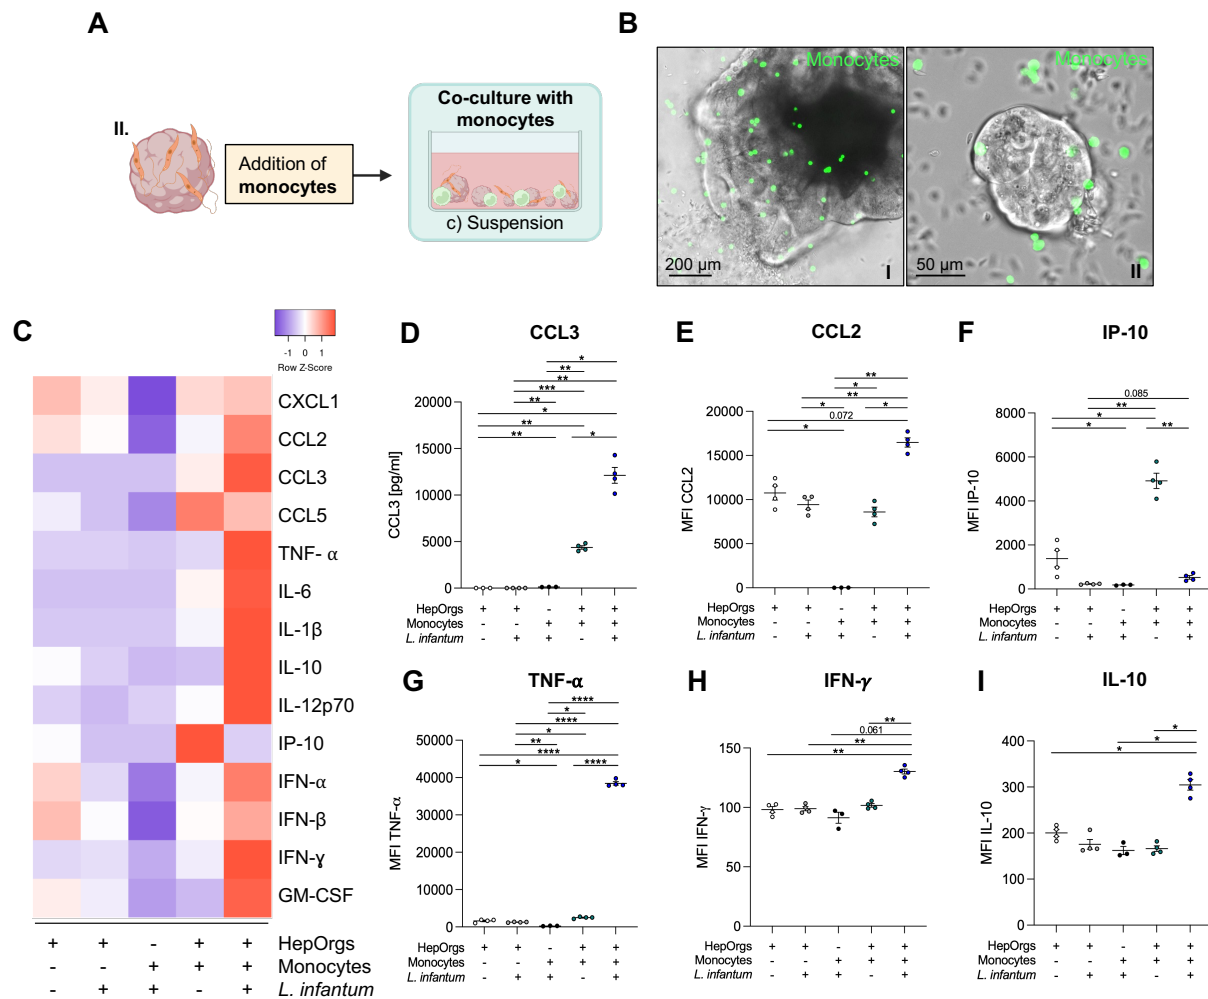 A
II.
Addition of
monocytes
Co-culture with
monocytes
c) Suspension
B
Monocytes
200 µm
I
Monocytes
50 µm
II
C
-1 0 1
Row Z-Score
CXCL1
CCL2
CCL3
CCL5
TNF- α
IL-6
IL-1β
IL-10
IL-12p70
IP-10
IFN-α
IFN-β
IFN-γ
GM-CSF
+ + - + + HepOrgs
- - + + + Monocytes
- + + - + L. infantum
D
CCL3
* ** ** *** ** * ** ** *
CCL3 [pg/ml]
20000
15000
10000
5000
0
HepOrgs + + - + +
Monocytes - - + + +
L. infantum - + + - +
E
CCL2
** * ** * * 0.072 *
MFI CCL2
20000
15000
10000
5000
0
HepOrgs + + - + +
Monocytes - - + + +
L. infantum - + + - +
F
IP-10
0.085 ** * ** *
MFI IP-10
8000
6000
4000
2000
0
HepOrgs + + - + +
Monocytes - - + + +
L. infantum - + + - +
G
TNF-α
**** * **** * ** **** * ****
MFI TNF-α
50000
40000
30000
20000
10000
0
HepOrgs + + - + +
Monocytes - - + + +
L. infantum - + + - +
H
IFN-γ
** 0.061 ** **
MFI IFN-γ
150
100
50
0
HepOrgs + + - + +
Monocytes - - + + +
L. infantum - + + - +
I
IL-10
* * *
MFI IL-10
400
300
200
100
0
HepOrgs + + - + +
Monocytes - - + + +
L. infantum - + + - +